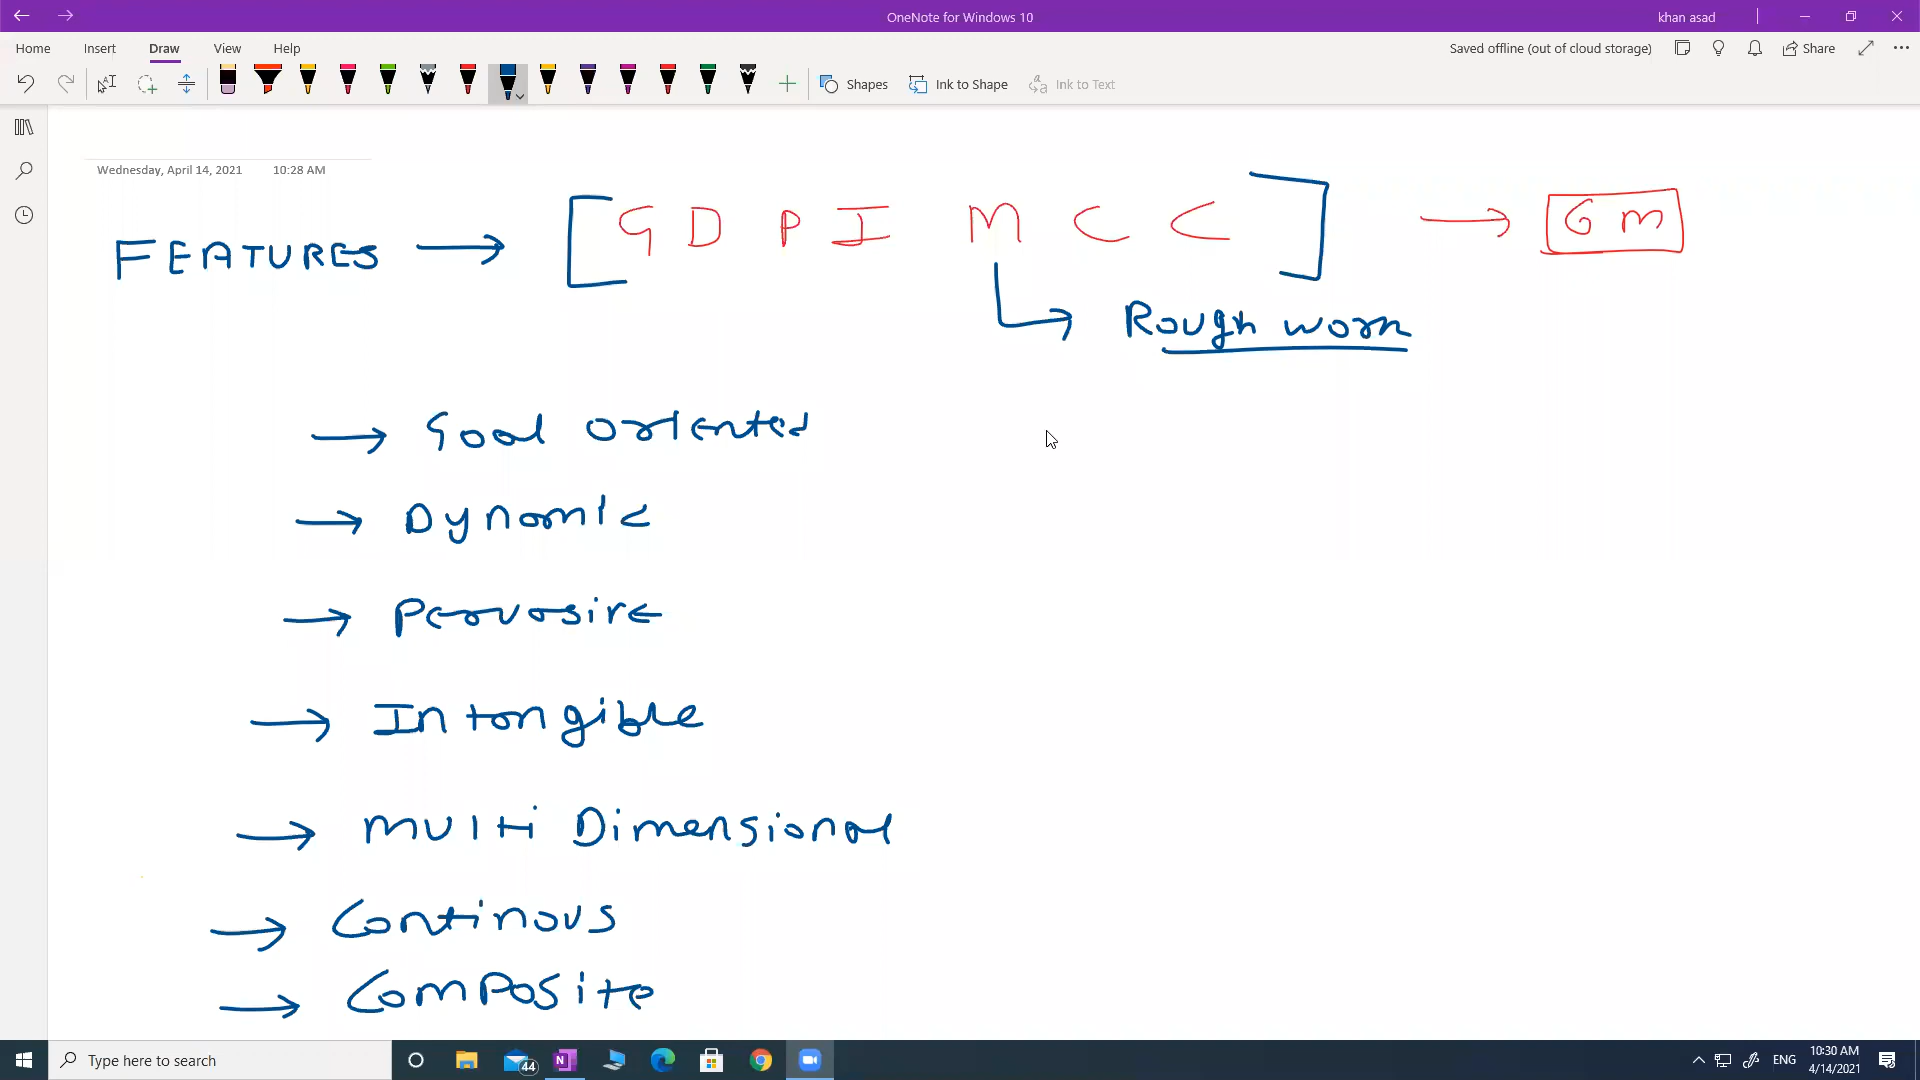 OneNote for Windows 10
khan asad
Home Insert Draw View Help
Saved offline (out of cloud storage) Share
Shapes Ink to Shape Ink to Text
Wednesday, April 14, 2021 10:28 AM
FEATURES → [G D P I M C C] → GM
Rough work
→ Goal oriented
→ Dynamic
→ Pervasive
→ Intangible
→ Multi Dimensional
→ Continous
→ Composite
Type here to search
44
ENG
10:30 AM
4/14/2021